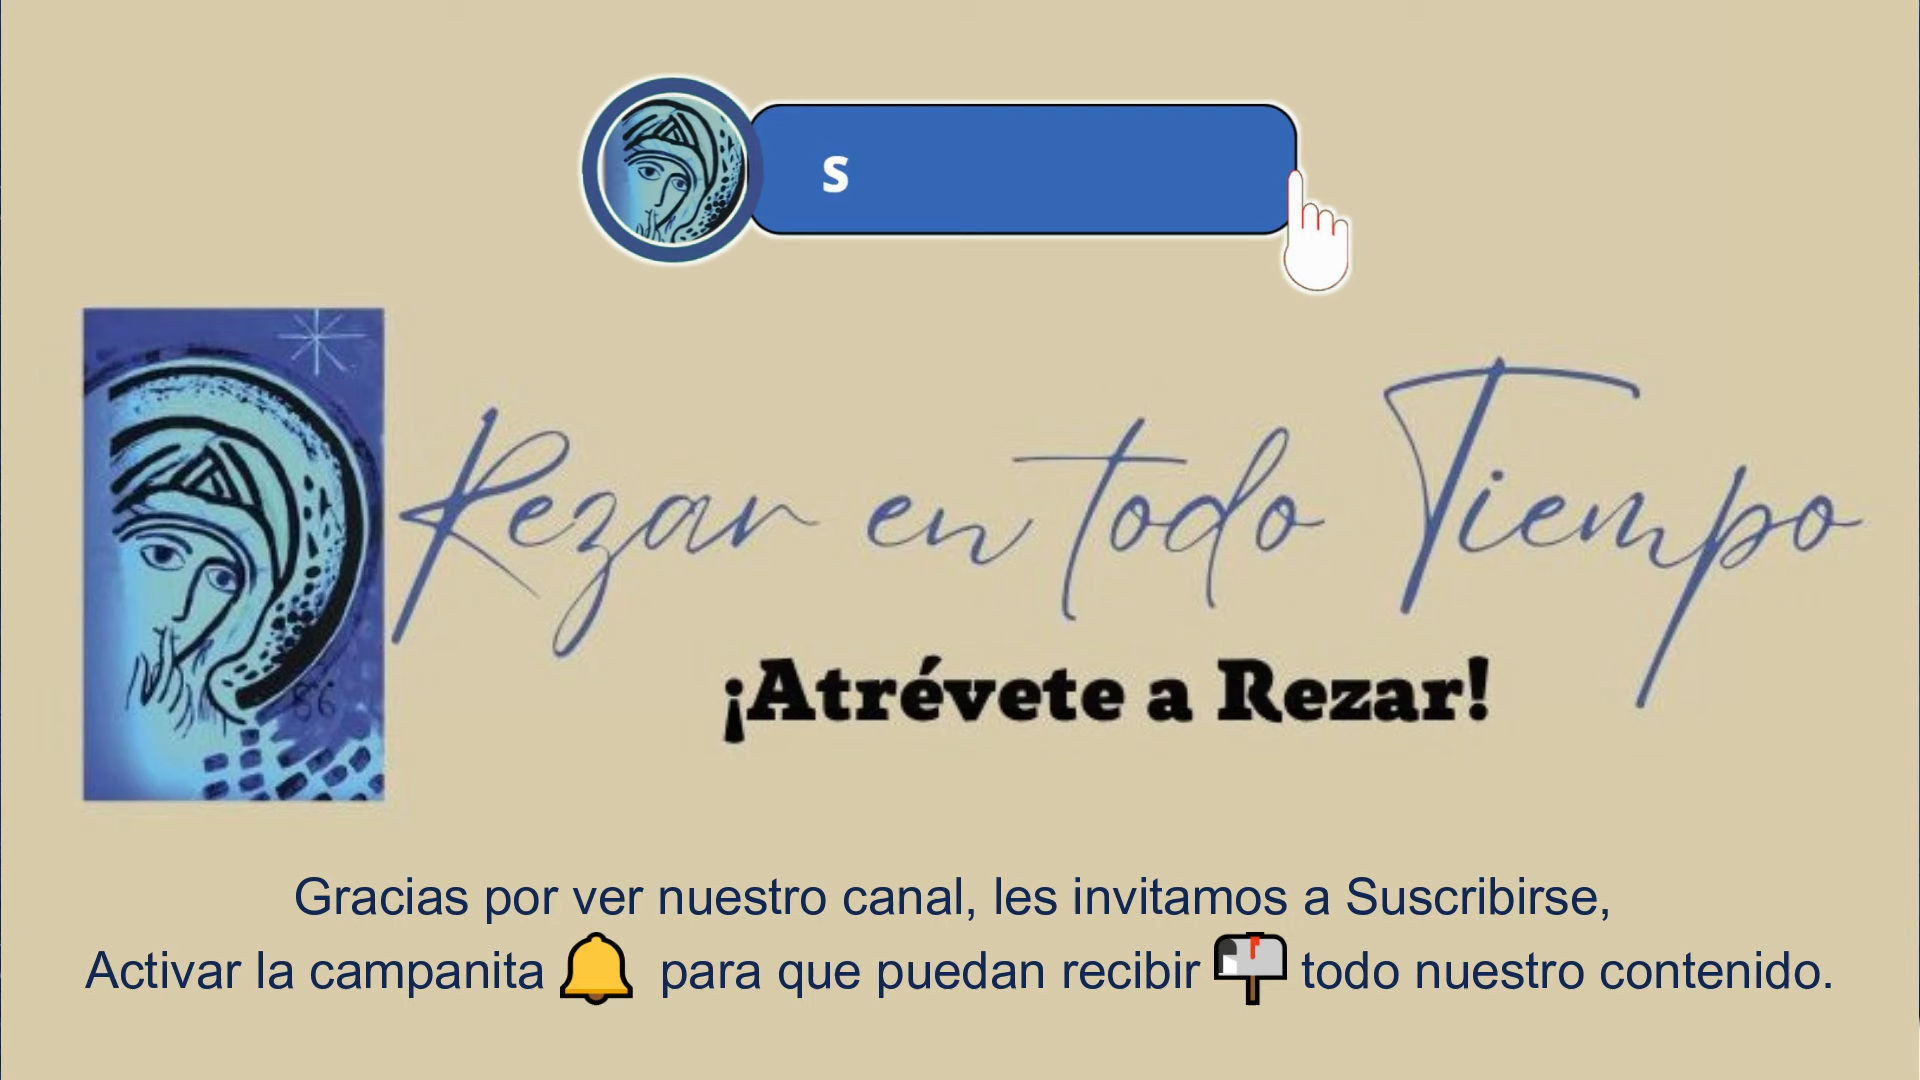 S
Rezar en todo Tiempo
¡Atrévete a Rezar!
86
Gracias por ver nuestro canal, les invitamos a Suscribirse,
Activar la campanita 🔔 para que puedan recibir 📭 todo nuestro contenido.